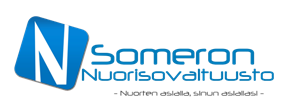 N Someron
Nuorisovaltuusto
- Nuorten asialla, sinun asiallasi -